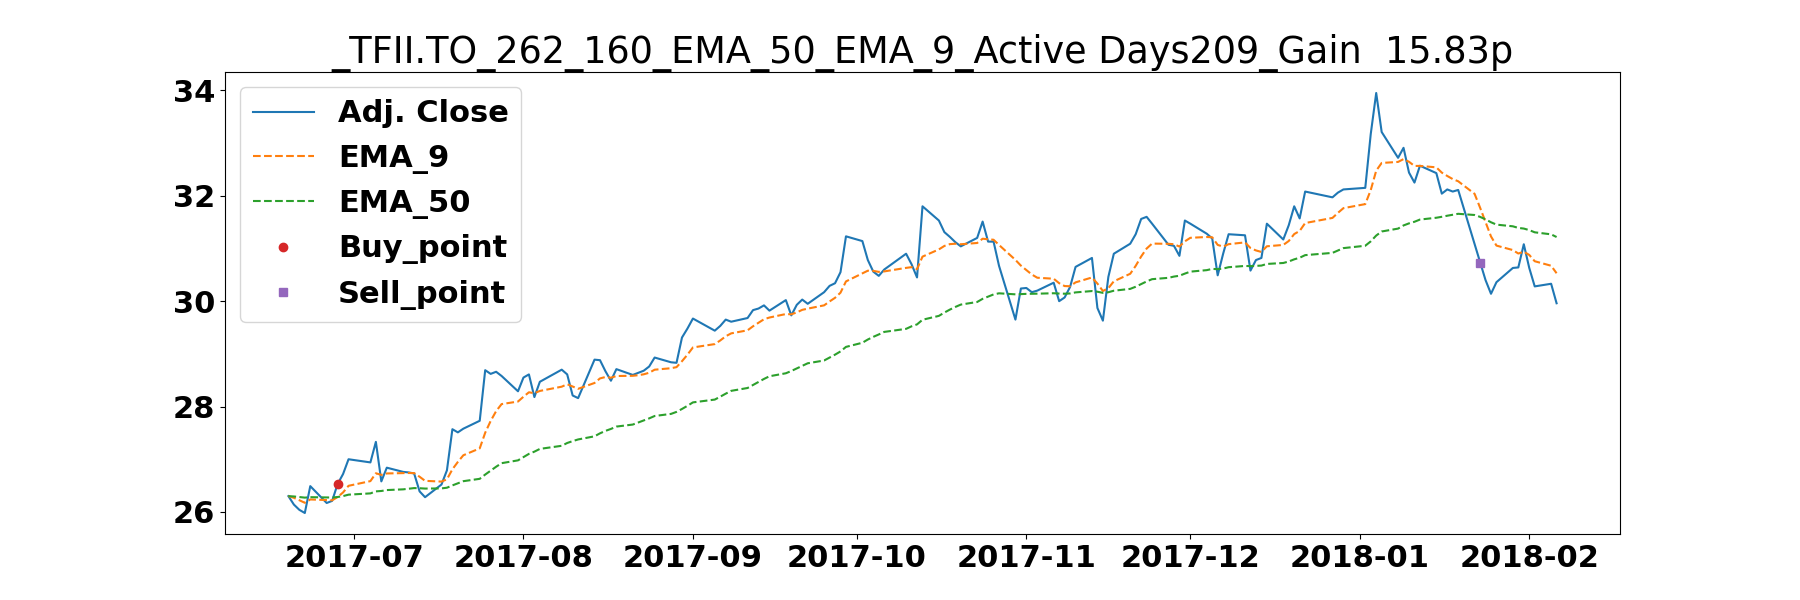 _TFII.TO_262_160_EMA_50_EMA_9_Active Days209_Gain  15.83p
34
32
30
28
26
Adj. Close
EMA_9
EMA_50
Buy_point
Sell_point
2017-07 2017-08 2017-09 2017-10 2017-11 2017-12 2018-01 2018-02